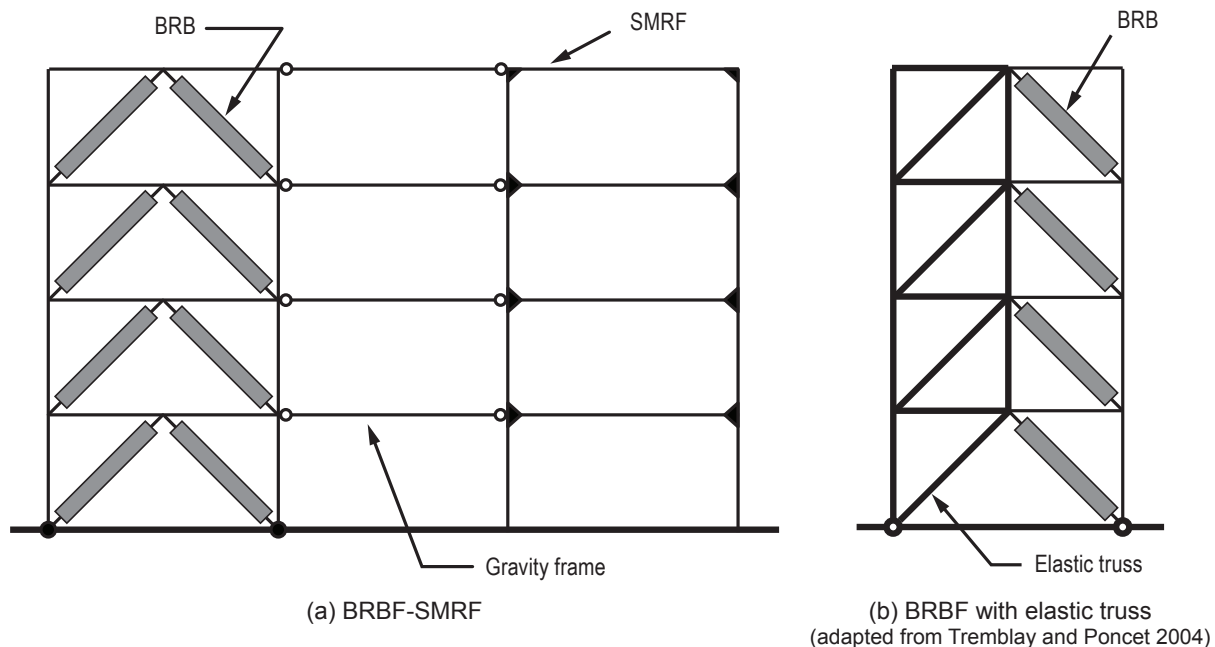 BRB
SMRF
Gravity frame
(a) BRBF-SMRF
BRB
Elastic truss
(b) BRBF with elastic truss
(adapted from Tremblay and Poncet 2004)